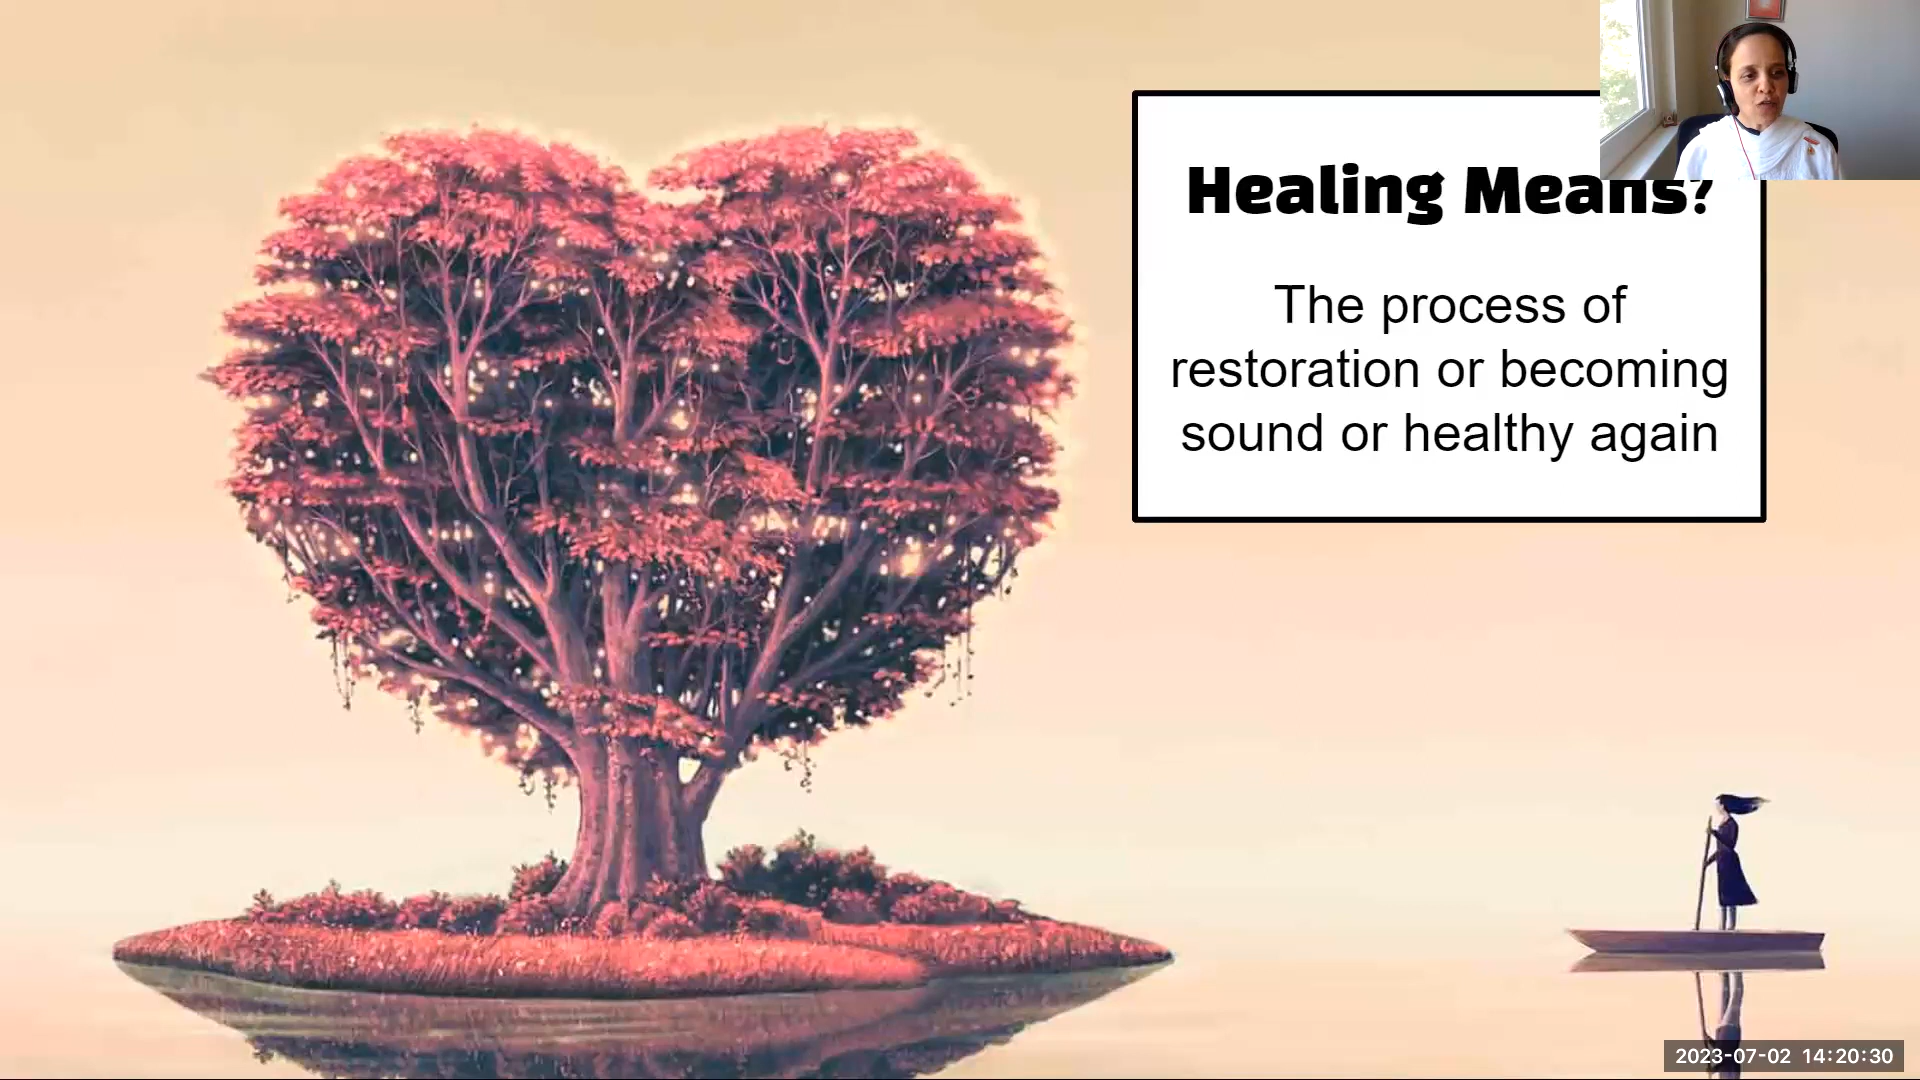 Healing Means?
The process of
restoration or becoming
sound or healthy again
2023-07-02 14:20:30